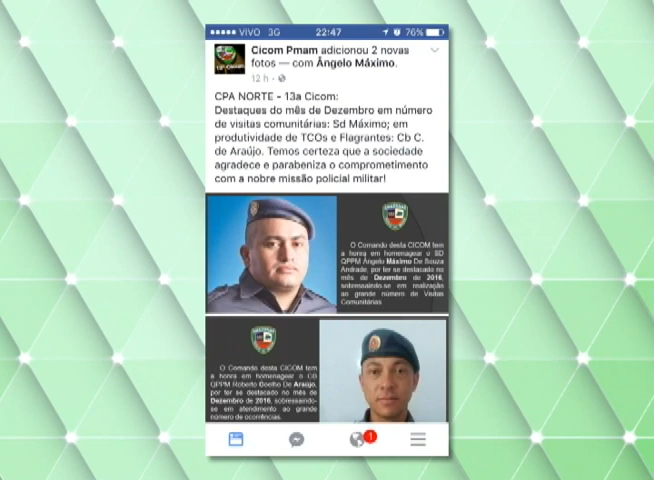 VIVO 3G 22:47 76%
Cicom Pmam adicionou 2 novas
fotos — com Ângelo Máximo.
12 h ·
CPA NORTE - 13a Cicom:
Destaques do mês de Dezembro em número
de visitas comunitárias: Sd Máximo; em
produtividade de TCOs e Flagrantes: Cb C.
de Araújo. Temos certeza que a sociedade
agradece e parabeniza o comprometimento
com a nobre missão policial militar!
O Comando desta CICOM tem
a honra em homenagear o SD
QPPM Ângelo Máximo De Souza
Andrade, por ter se destacado no
mês de Dezembro de 2016,
sobressaindo-se em realização
ao grande número de Visitas
Comunitárias
O Comando desta CICOM tem
a honra em homenagear o CB
QPPM Roberto Coelho De Araújo,
por ter se destacado no mês de
Dezembro de 2016, sobressaindo-
se em atendimento ao grande
número de ocorrências.
1